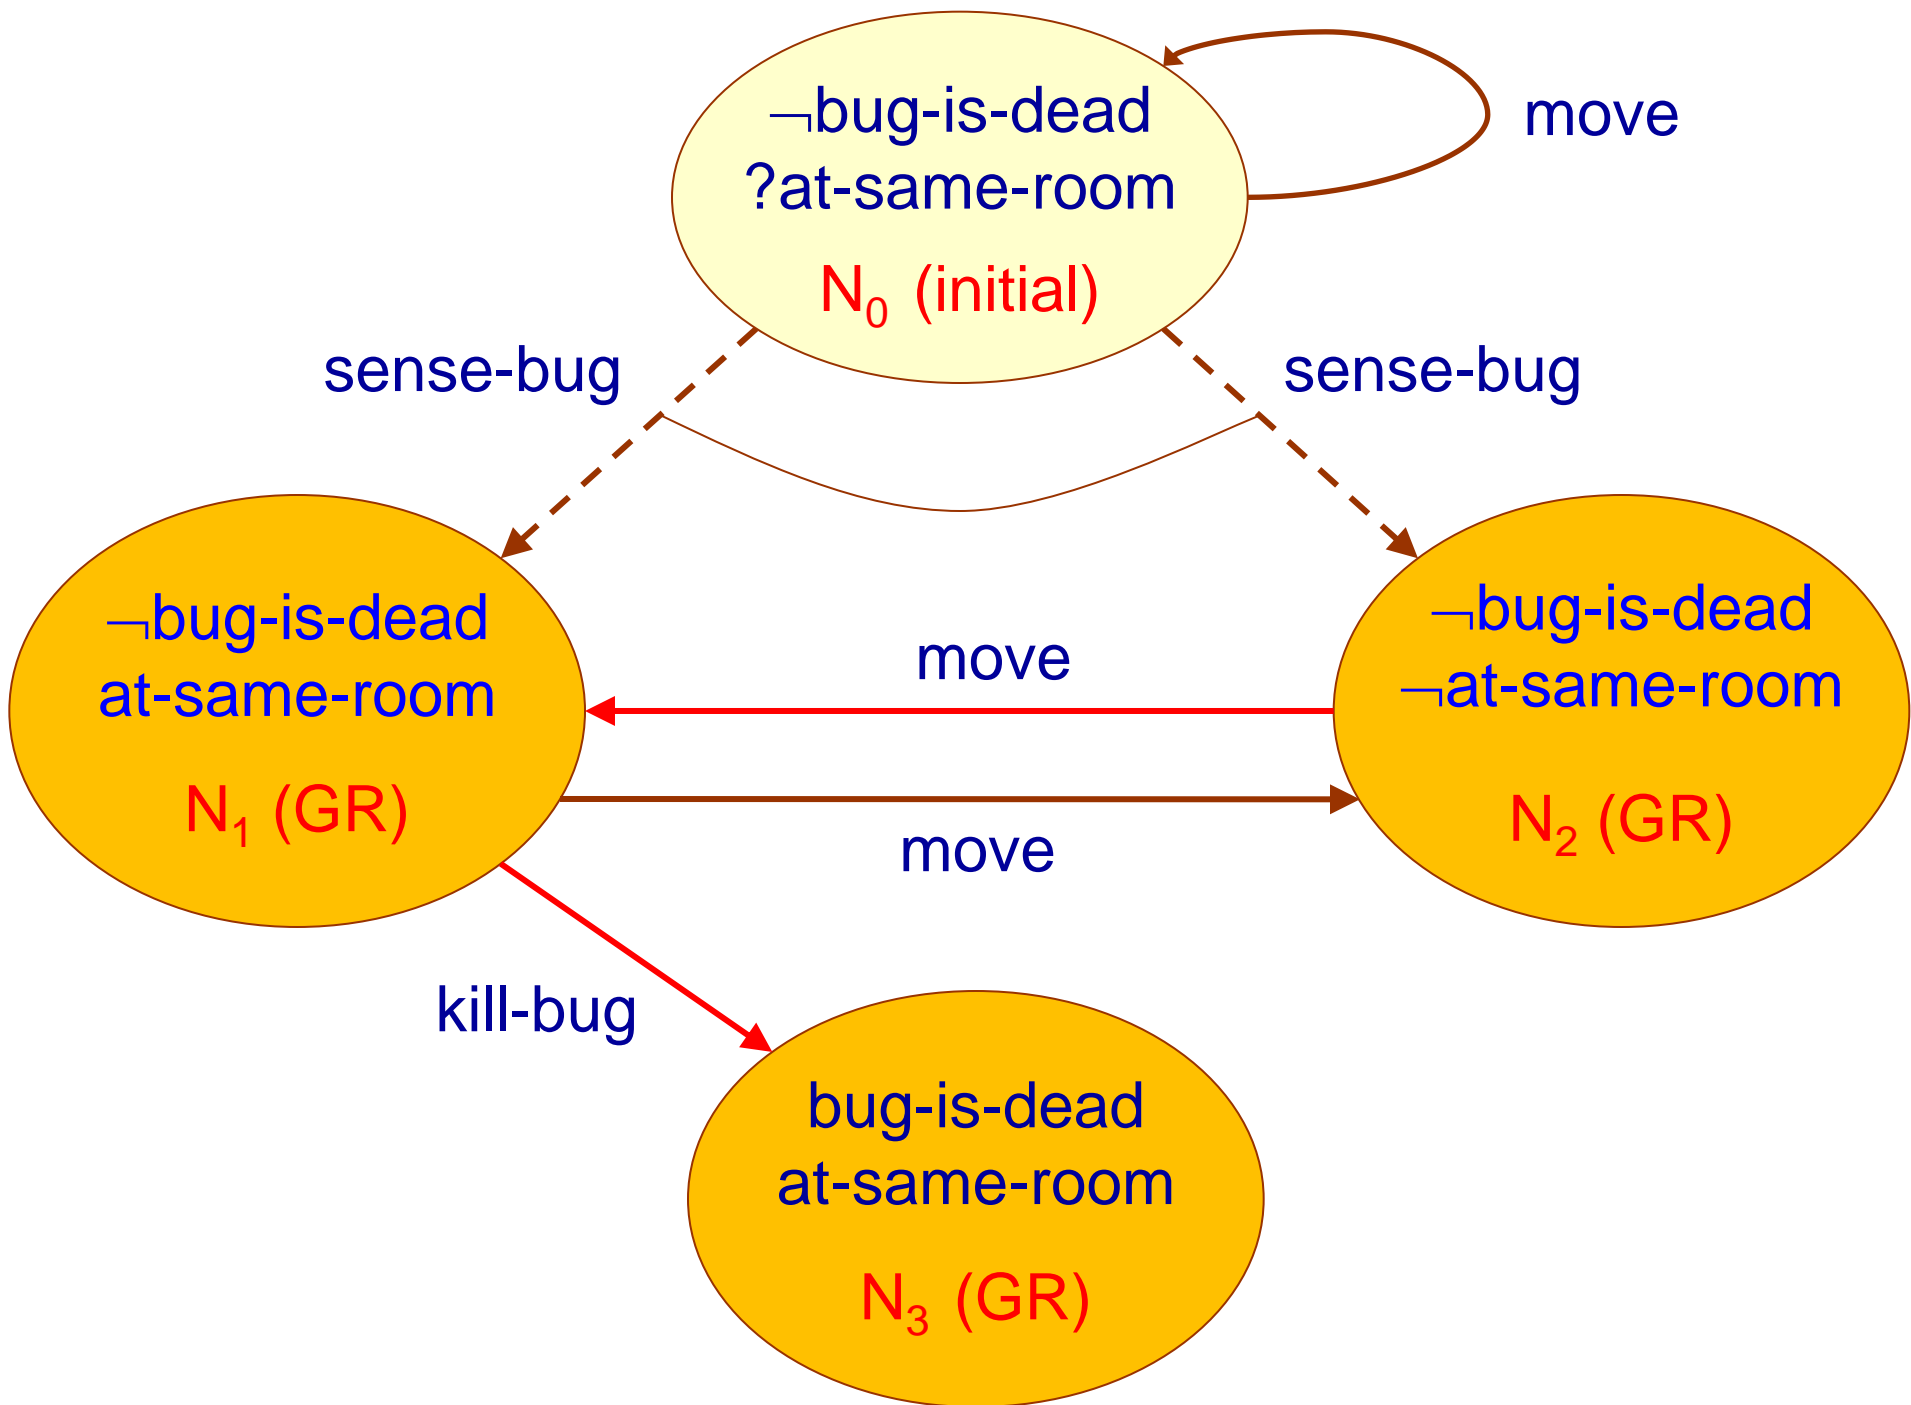 ¬bug-is-dead
?at-same-room
N₀ (initial)
move
sense-bug
sense-bug
¬bug-is-dead
at-same-room
N₁ (GR)
move
move
¬bug-is-dead
¬at-same-room
N₂ (GR)
kill-bug
bug-is-dead
at-same-room
N₃ (GR)